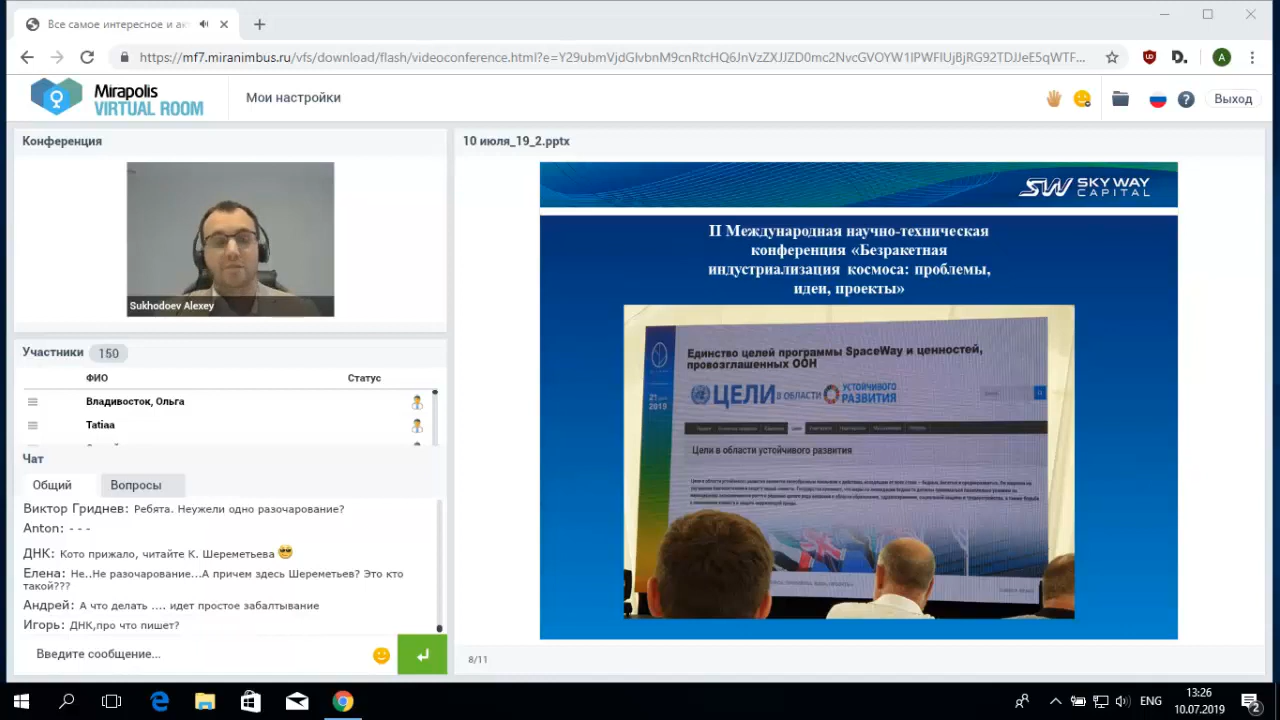 Все самое интересное и ак
https://mf7.miranimbus.ru/vfs/download/flash/videoconference.html?e=Y29ubmVjdGlvbnM9cnRtcHQ6JnVzZXJJZD0mc2NvcGVOYW1lPWFlUjBjRG92TDJJeE5qWTF...
Mirapolis
VIRTUAL ROOM
Мои настройки
Выход
Конференция
10 июля_19_2.pptx
Sukhodoev Alexey
Участники 150
ФИО Статус
Владивосток, Ольга
Tatiaa
Чат
Общий Вопросы
Виктор Гриднев: Ребята. Неужели одно разочарование?
Anton: - - -
ДНК: Кото прижало, читайте К. Шереметьева
Елена: Не..Не разочарование...А причем здесь Шереметьев? Это кто
такой???
Андрей: А что делать .... идет простое забалтывание
Игорь: ДНК,про что пишет?
Введите сообщение...
SW SKY WAY
CAPITAL
II Международная научно-техническая
конференция «Безракетная
индустриализация космоса: проблемы,
идеи, проекты»
Единство целей программы SpaceWay и ценностей,
провозглашенных ООН
ЦЕЛИ В ОБЛАСТИ УСТОЙЧИВОГО
РАЗВИТИЯ
21
2019
Цели в области устойчивого развития
8/11
ENG
13:26
10.07.2019
2